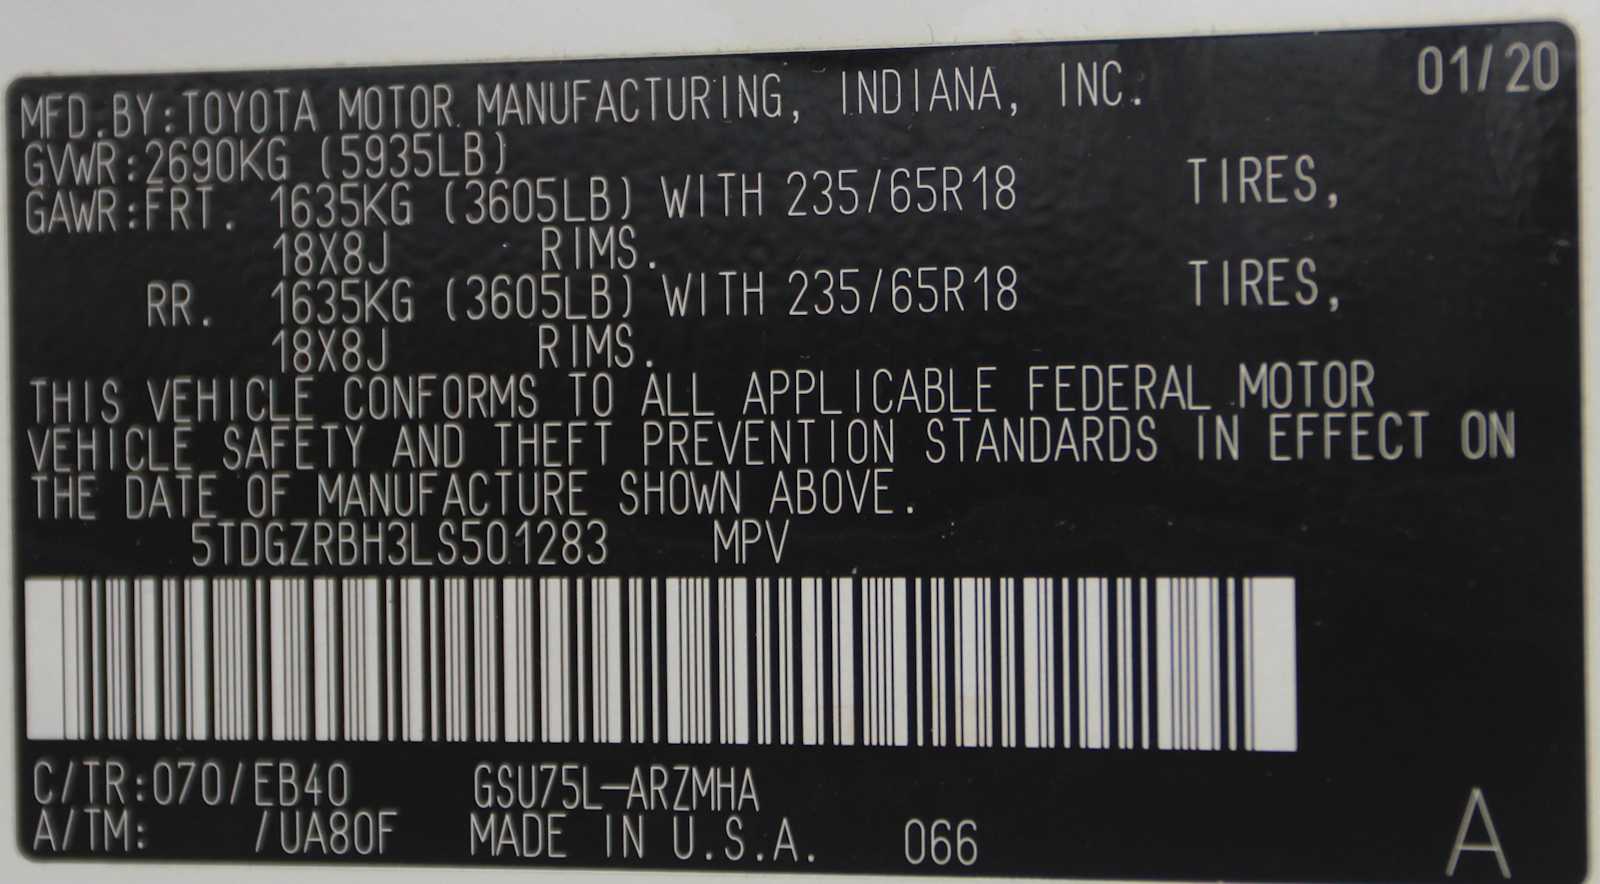 01/20
MFD.BY:TOYOTA MOTOR MANUFACTURING, INDIANA, INC.
GVWR:2690KG (5935LB)
GAWR:FRT. 1635KG (3605LB) WITH 235/65R18 TIRES,
18X8J RIMS.
RR. 1635KG (3605LB) WITH 235/65R18 TIRES,
18X8J RIMS.
THIS VEHICLE CONFORMS TO ALL APPLICABLE FEDERAL MOTOR
VEHICLE SAFETY AND THEFT PREVENTION STANDARDS IN EFFECT ON
THE DATE OF MANUFACTURE SHOWN ABOVE.
5TDGZRBH3LS501283 MPV
C/TR:070/EB40 GSU75L-ARZMHA
A/TM: /UA80F MADE IN U.S.A. 066
A